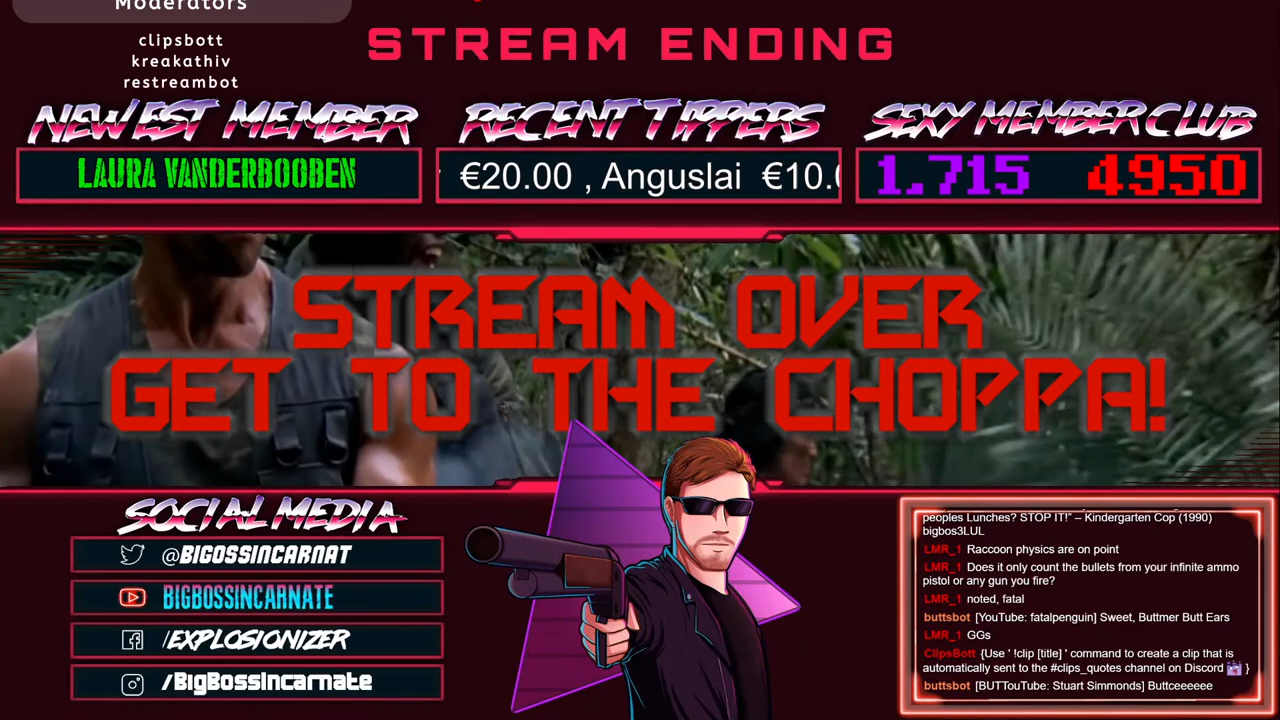 Moderators
clipsbott
kreakathiv
restreambot
STREAM ENDING
NEWEST MEMBER
LAURA VANDERBOOBEN
RECENT TIPPERS
€20.00 , Anguslai €10.0
SEXY MEMBER CLUB
1,715 4950
STREAM OVER
GET TO THE CHOPPA!
SOCIAL MEDIA
@BIGOSSINCARNAT
BIGBOSSINCARNATE
/EXPLOSIONIZER
/BigBossIncarnate
peoples Lunches? STOP IT!" – Kindergarten Cop (1990)
bigbos3LUL
LMR_1 Raccoon physics are on point
LMR_1 Does it only count the bullets from your infinite ammo
pistol or any gun you fire?
LMR_1 noted, fatal
buttsbot [YouTube: fatalpenguin] Sweet, Buttmer Butt Ears
LMR_1 GGs
ClipsBott {Use ' !clip [title] ' command to create a clip that is
automatically sent to the #clips_quotes channel on Discord }
buttsbot [BUTTouTube: Stuart Simmonds] Buttceeeeee